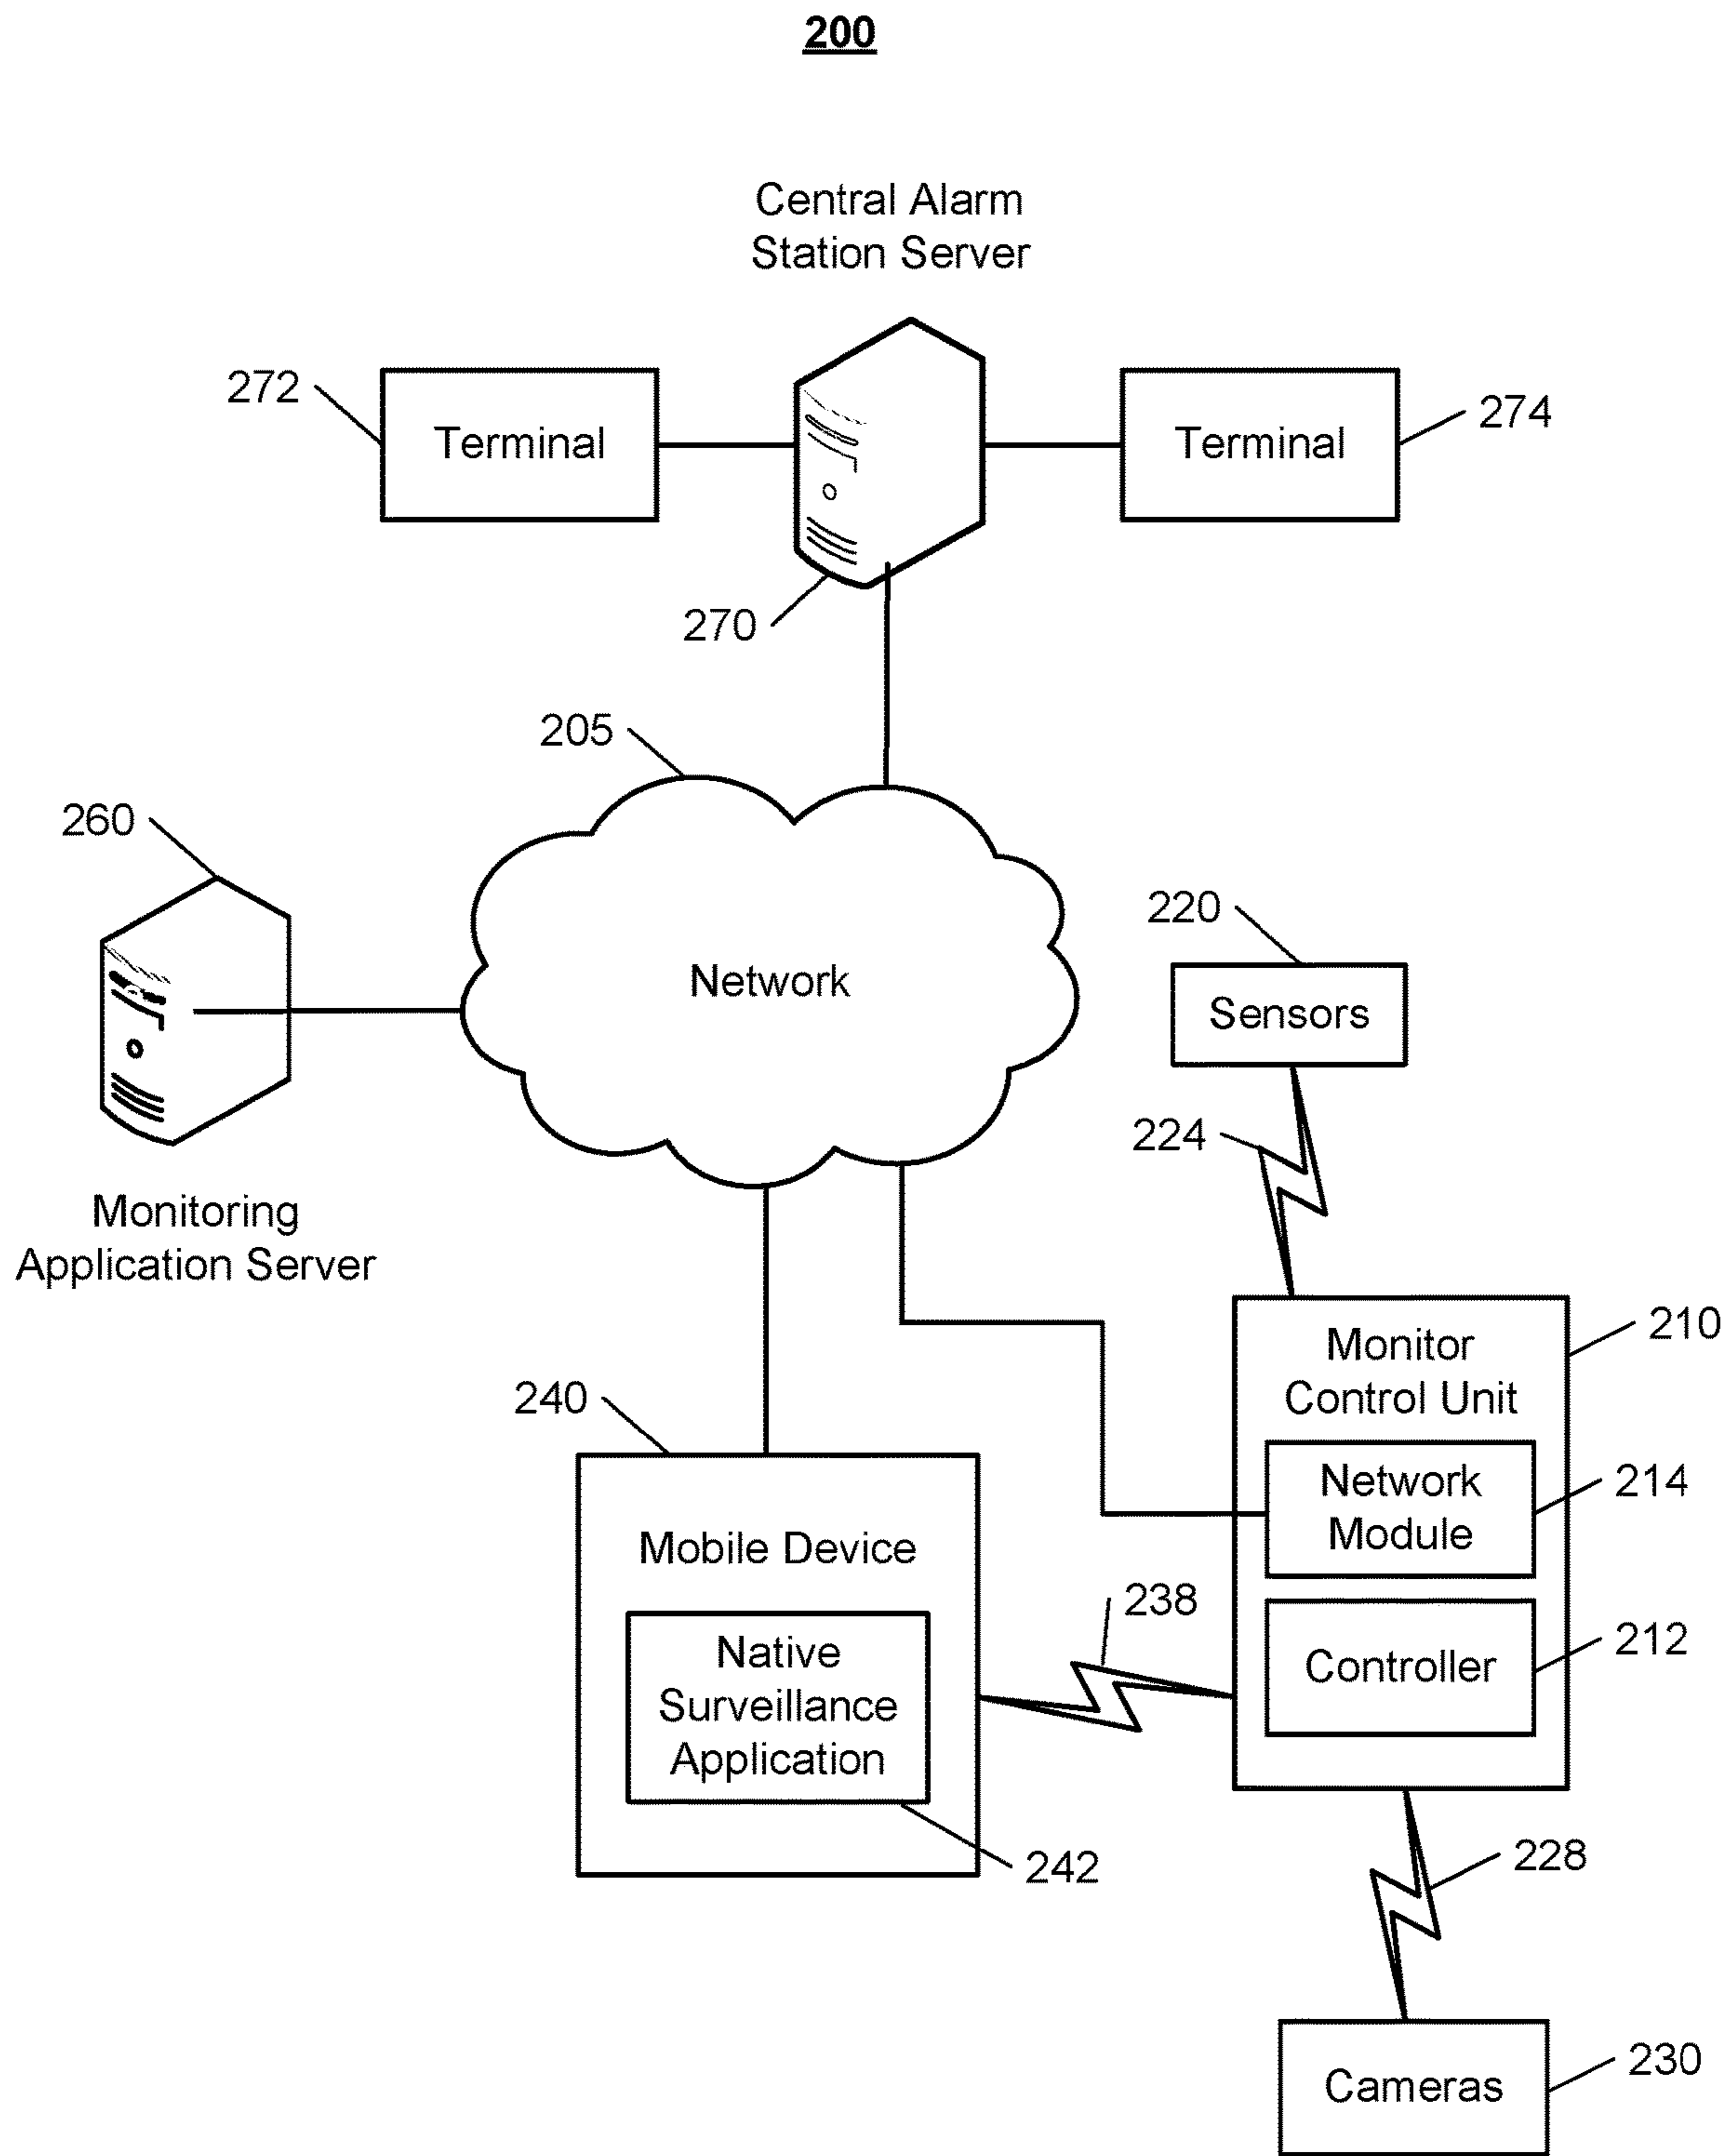 200
Central Alarm
Station Server
272
Terminal
Terminal
274
270
205
260
Network
220
Sensors
224
Monitoring
Application Server
210
Monitor
Control Unit
240
Network
Module
214
Mobile Device
238
Native
Surveillance
Application
Controller
212
242
228
Cameras
230